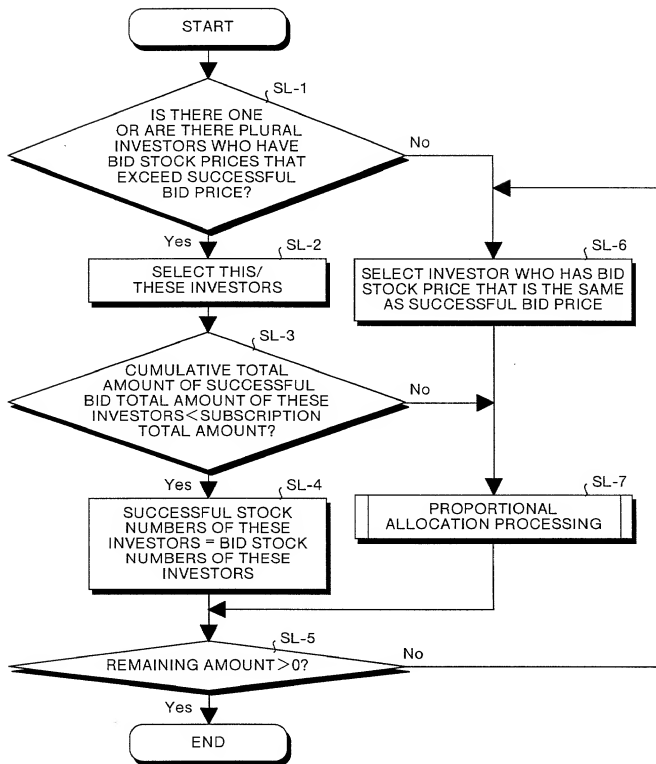 START
SL-1
IS THERE ONE
OR ARE THERE PLURAL
INVESTORS WHO HAVE
BID STOCK PRICES THAT
EXCEED SUCCESSFUL
BID PRICE?
No
Yes
SL-2
SELECT THIS/
THESE INVESTORS
SL-6
SELECT INVESTOR WHO HAS BID
STOCK PRICE THAT IS THE SAME
AS SUCCESSFUL BID PRICE
SL-3
CUMULATIVE TOTAL
AMOUNT OF SUCCESSFUL
BID TOTAL AMOUNT OF THESE
INVESTORS<SUBSCRIPTION
TOTAL AMOUNT?
No
Yes
SL-4
SUCCESSFUL STOCK
NUMBERS OF THESE
INVESTORS = BID STOCK
NUMBERS OF THESE
INVESTORS
SL-7
PROPORTIONAL
ALLOCATION PROCESSING
SL-5
REMAINING AMOUNT>0?
No
Yes
END